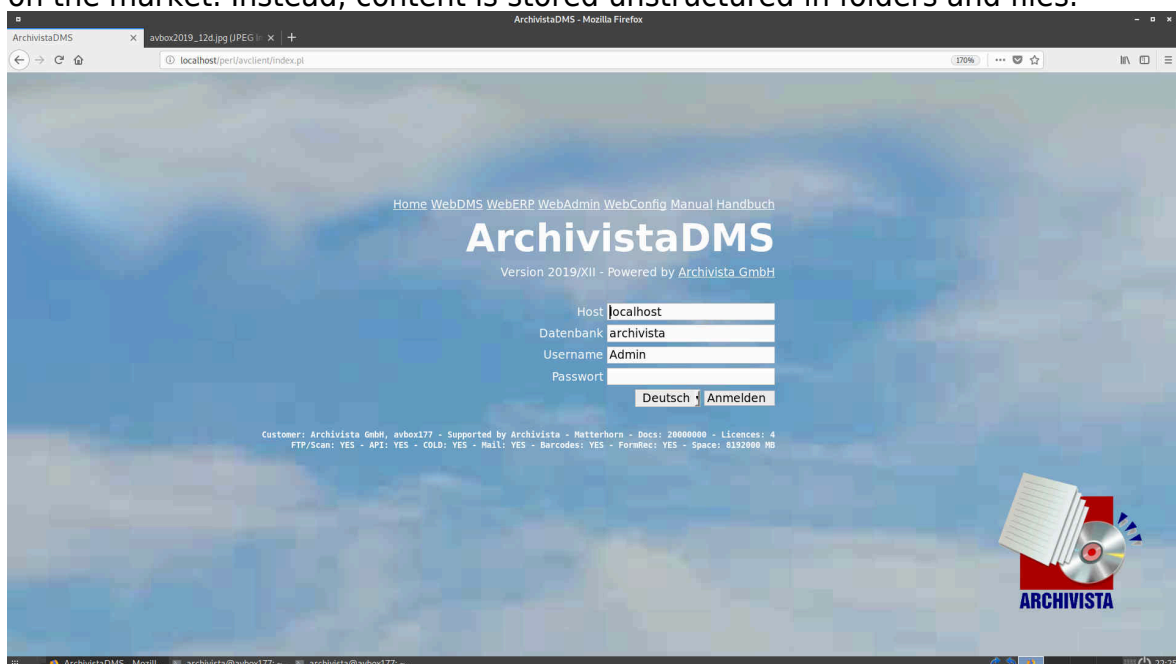 on the market. Instead, content is stored unstructured in folders and files.
ArchivistaDMS - Mozilla Firefox
ArchivistaDMS
avbox2019_12d.jpg (JPEG
localhost/perl/avclient/index.pl
170%
Home WebDMS WebERP WebAdmin WebConfig Manual Handbuch
ArchivistaDMS
Version 2019/XII - Powered by Archivista GmbH
Host localhost
Datenbank archivista
Username Admin
Passwort
Deutsch Anmelden
Customer: Archivista GmbH, avbox177 - Supported by Archivista - Matterhorn - Docs: 20000000 - Licences: 4
FTP/Scan: YES - API: YES - COLD: YES - Mail: YES - Barcodes: YES - FormRec: YES - Space: 8192000 MB
ARCHIVISTA
ArchivistaDMS - Mozill archivista@avbox177: ~ archivista@avbox177: ~